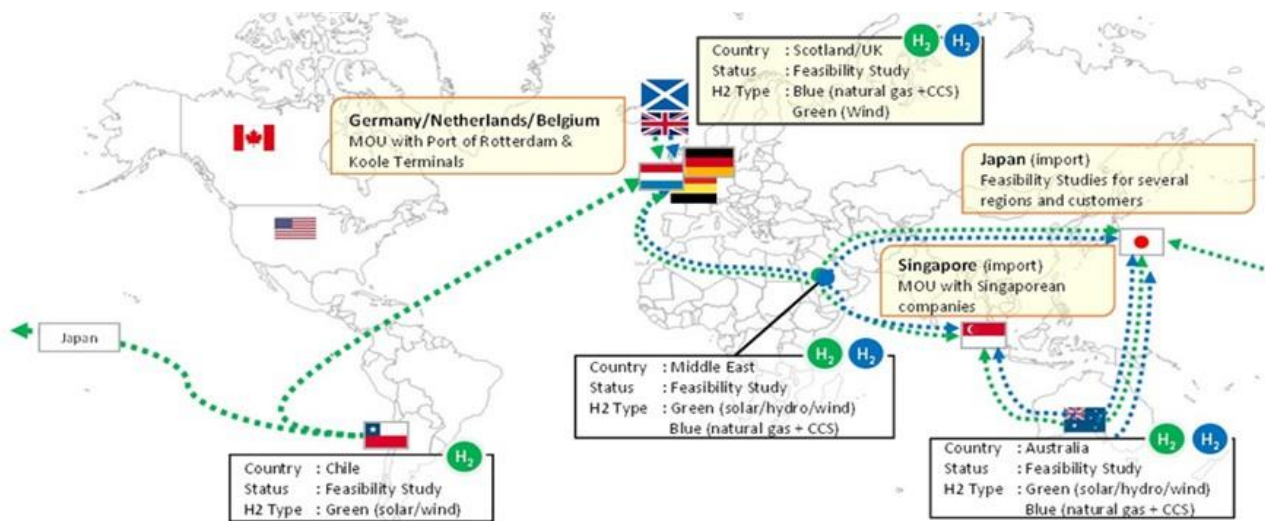 H2 H2
Country : Scotland/UK
Status : Feasibility Study
H2 Type : Blue (natural gas +CCS)
Green (Wind)
Germany/Netherlands/Belgium
MOU with Port of Rotterdam &
Koole Terminals
Japan (import)
Feasibility Studies for several
regions and customers
Singapore (import)
MOU with Singaporean
companies
Japan
H2 H2
Country : Middle East
Status : Feasibility Study
H2 Type : Green (solar/hydro/wind)
Blue (natural gas + CCS)
H2
Country : Chile
Status : Feasibility Study
H2 Type : Green (solar/wind)
H2 H2
Country : Australia
Status : Feasibility Study
H2 Type : Green (solar/hydro/wind)
Blue (natural gas + CCS)